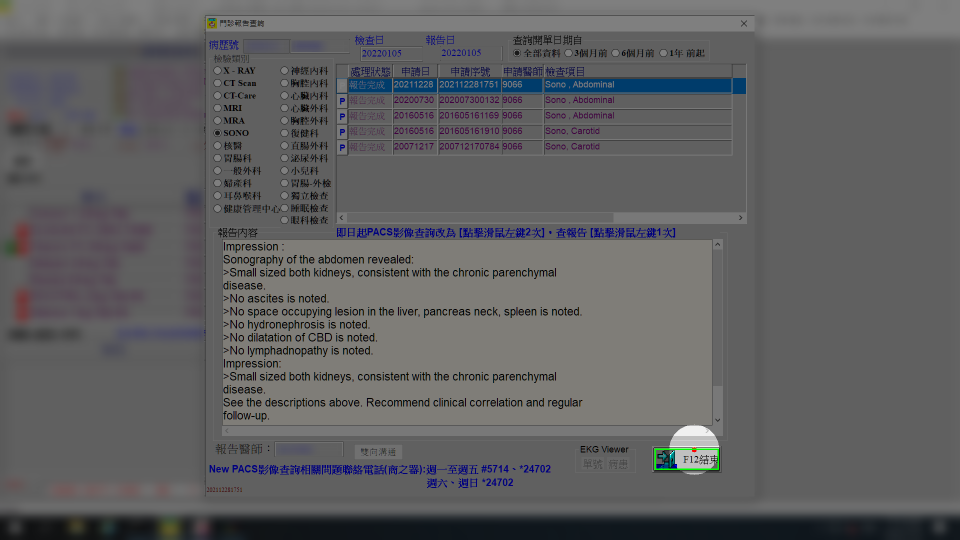 門診報告查詢
病歷號
檢查日 報告日
20220105 20220105
查詢開單日期自
全部資料 3個月前 6個月前 1年 前起
檢驗類別
X - RAY 神經內科
CT Scan 胸腔內科
CT-Care 心臟內科
MRI 心臟外科
MRA 胸腔外科
SONO 復健科
核醫 直腸外科
胃腸科 泌尿外科
一般外科 小兒科
婦產科 胃腸-外檢
耳鼻喉科 獨立檢查
健康管理中心 睡眠檢查
眼科檢查
處理狀態 申請日 申請序號 申請醫師 檢查項目
報告完成 20211228 202112281751 9066 Sono , Abdominal
P 報告完成 20200730 202007300132 9066 Sono , Abdominal
P 報告完成 20160516 201605161169 9066 Sono , Abdominal
P 報告完成 20160516 201605161910 9066 Sono, Carotid
P 報告完成 20071217 200712170784 9066 Sono, Carotid
報告內容
即日起PACS影像查詢改為 [點擊滑鼠左鍵2次]，查報告 [點擊滑鼠左鍵1次]
Impression :
Sonography of the abdomen revealed:
>Small sized both kidneys, consistent with the chronic parenchymal
disease.
>No ascites is noted.
>No space occupying lesion in the liver, pancreas neck, spleen is noted.
>No hydronephrosis is noted.
>No dilatation of CBD is noted.
>No lymphadnopathy is noted.
Impression:
>Small sized both kidneys, consistent with the chronic parenchymal
disease.
See the descriptions above. Recommend clinical correlation and regular
follow-up.
報告醫師：
雙向溝通
EKG Viewer
單號 病患
F12結束
New PACS影像查詢相關問題聯絡電話(商之器):週一至週五 #5714、*24702
週六、週日 *24702
202112281751